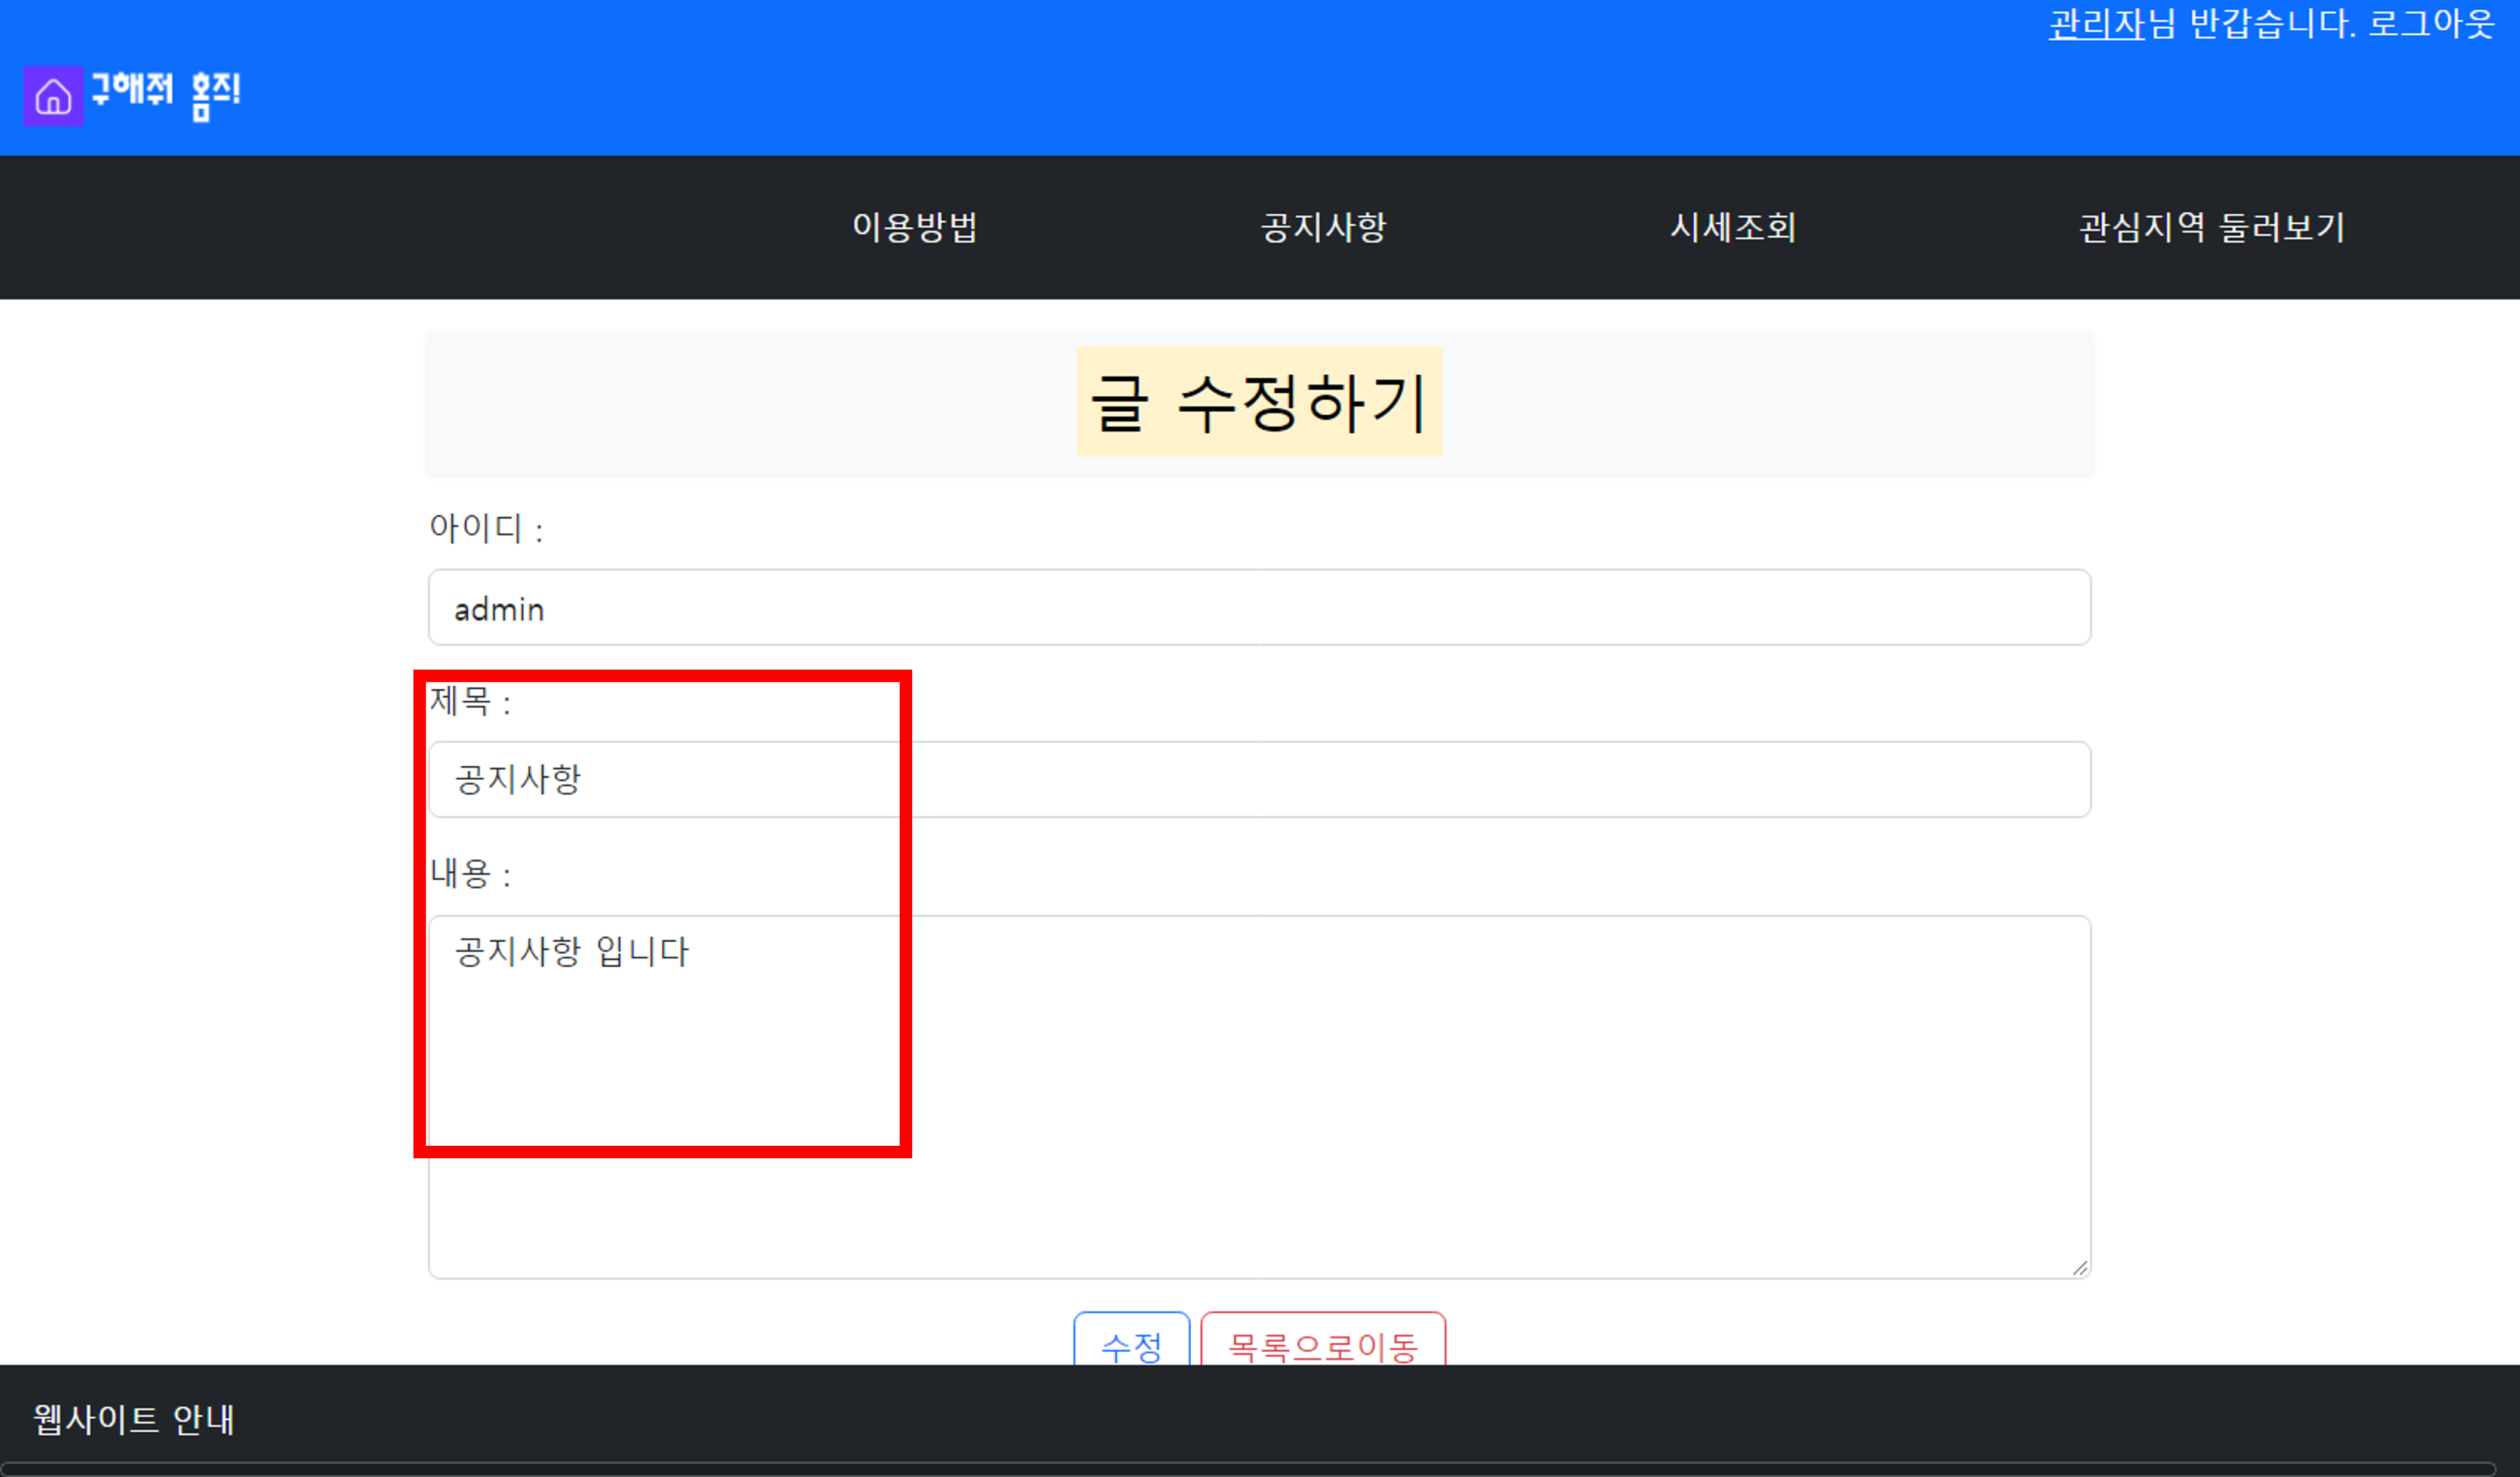 관리자님 반갑습니다. 로그아웃
구해줘 홈즈!
이용방법 공지사항 시세조회 관심지역 둘러보기
글 수정하기
아이디 :
admin
제목 :
공지사항
내용 :
공지사항 입니다
수정 목록으로이동
웹사이트 안내